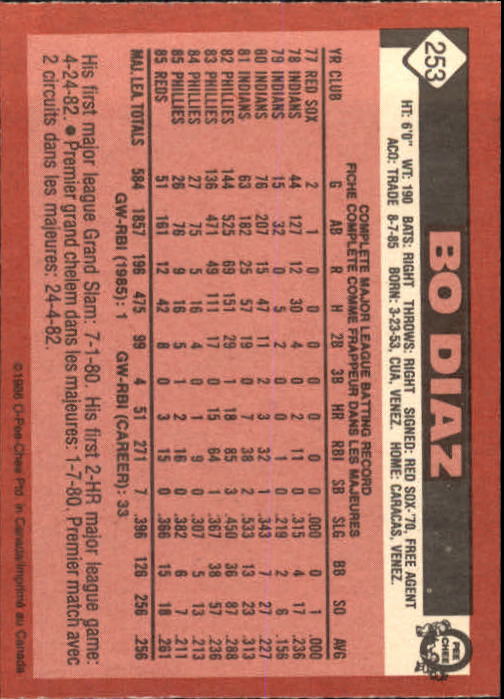 253
BO DIAZ
O
PEE
CHEE
HT: 6'0" WT: 190 BATS: RIGHT THROWS: RIGHT SIGNED: RED SOX-'70, FREE AGENT
ACQ: TRADE 8-7-85 BORN: 3-23-53, CUA, VENEZ. HOME: CARACAS, VENEZ.
COMPLETE MAJOR LEAGUE BATTING RECORD
FICHE COMPLETE COMME FRAPPEUR DANS LES MAJEURES
YR CLUB G AB R H 2B 3B HR RBI SB SLG BB SO AVG
77 RED SOX 2 1 0 0 0 0 0 0 0 .000 0 1 .000
78 INDIANS 44 127 12 30 4 0 2 11 0 .315 4 17 .236
79 INDIANS 15 32 0 5 2 0 0 1 0 .219 2 6 .156
80 INDIANS 76 207 15 47 11 2 3 32 1 .343 7 27 .227
81 INDIANS 63 182 25 57 19 0 7 38 2 .533 13 23 .313
82 PHILLIES 144 525 69 151 29 1 18 85 3 .450 36 87 .288
83 PHILLIES 136 471 49 111 17 0 15 64 1 .367 38 57 .236
84 PHILLIES 27 75 5 16 4 0 1 9 0 .307 5 13 .213
85 PHILLIES 26 76 9 16 5 1 2 16 0 .382 6 7 .211
85 REDS 51 161 12 42 8 0 3 15 0 .366 15 18 .261
MAJ. LEA. TOTALS 584 1857 196 475 99 4 51 271 7 .396 126 256 .256
GW-RBI (1985): 1 GW-RBI (CAREER): 33
His first major league Grand Slam: 7-1-80. His first 2-HR major league game:
4-24-82. ● Premier grand chelem dans les majeures: 1-7-80. Premier match avec
2 circuits dans les majeures: 24-4-82.
©1986 O-Pee-Chee Ptd. in Canada/Imprimé au Canada